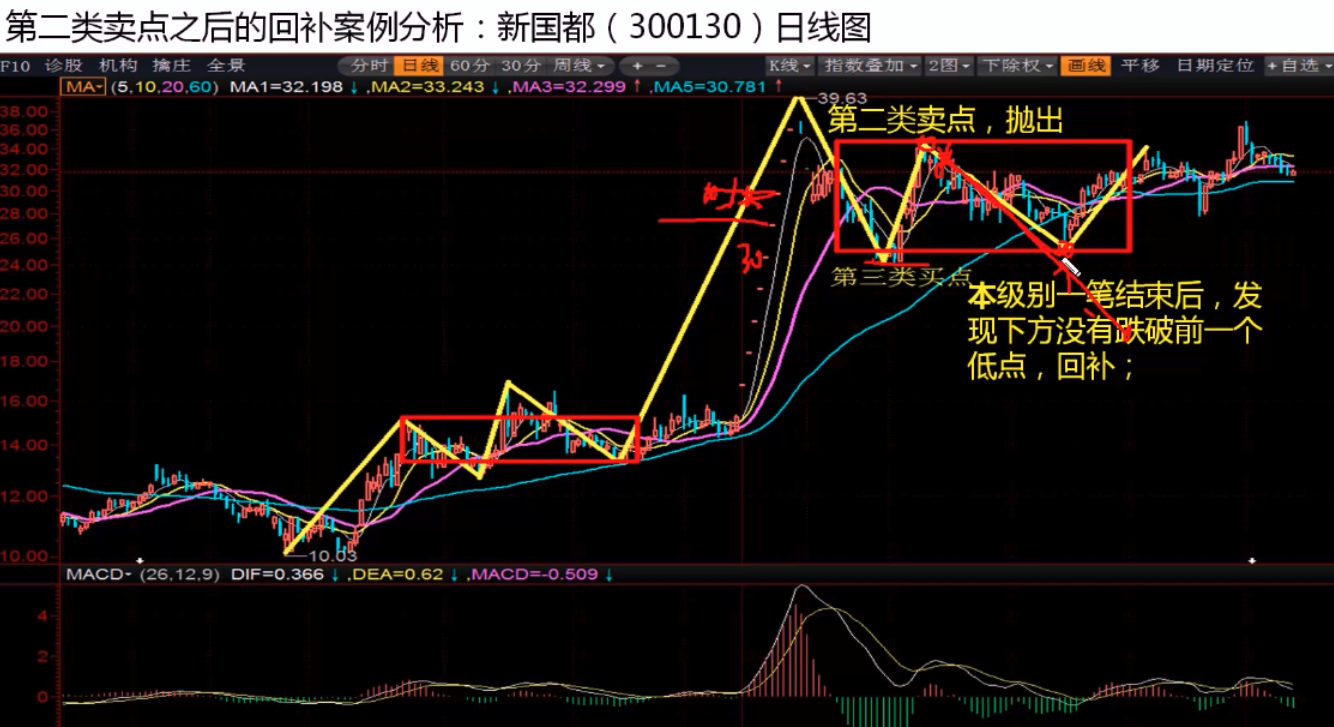 第二类卖点之后的回补案例分析：新国都（300130）日线图
F10 诊股 机构 擒庄 全景 分时 日线 60分 30分 周线 + - K线 指数叠加 2图 下除权 画线 平移 日期定位 +自选
MA (5,10,20,60) MA1=32.198↓,MA2=33.243↓,MA3=32.299↑,MA5=30.781↑
39.63
38.00
第二类卖点，抛出
36.00
34.00
32.00
30.00
28.00
26.00
30
24.00
第三类买点
本级别一笔结束后，发
22.00
现下方没有跌破前一个
20.00
低点，回补；
18.00
16.00
14.00
12.00
10.00
10.03
MACD (26,12,9) DIF=0.366↓,DEA=0.62↓,MACD=-0.509↓
4
2
0